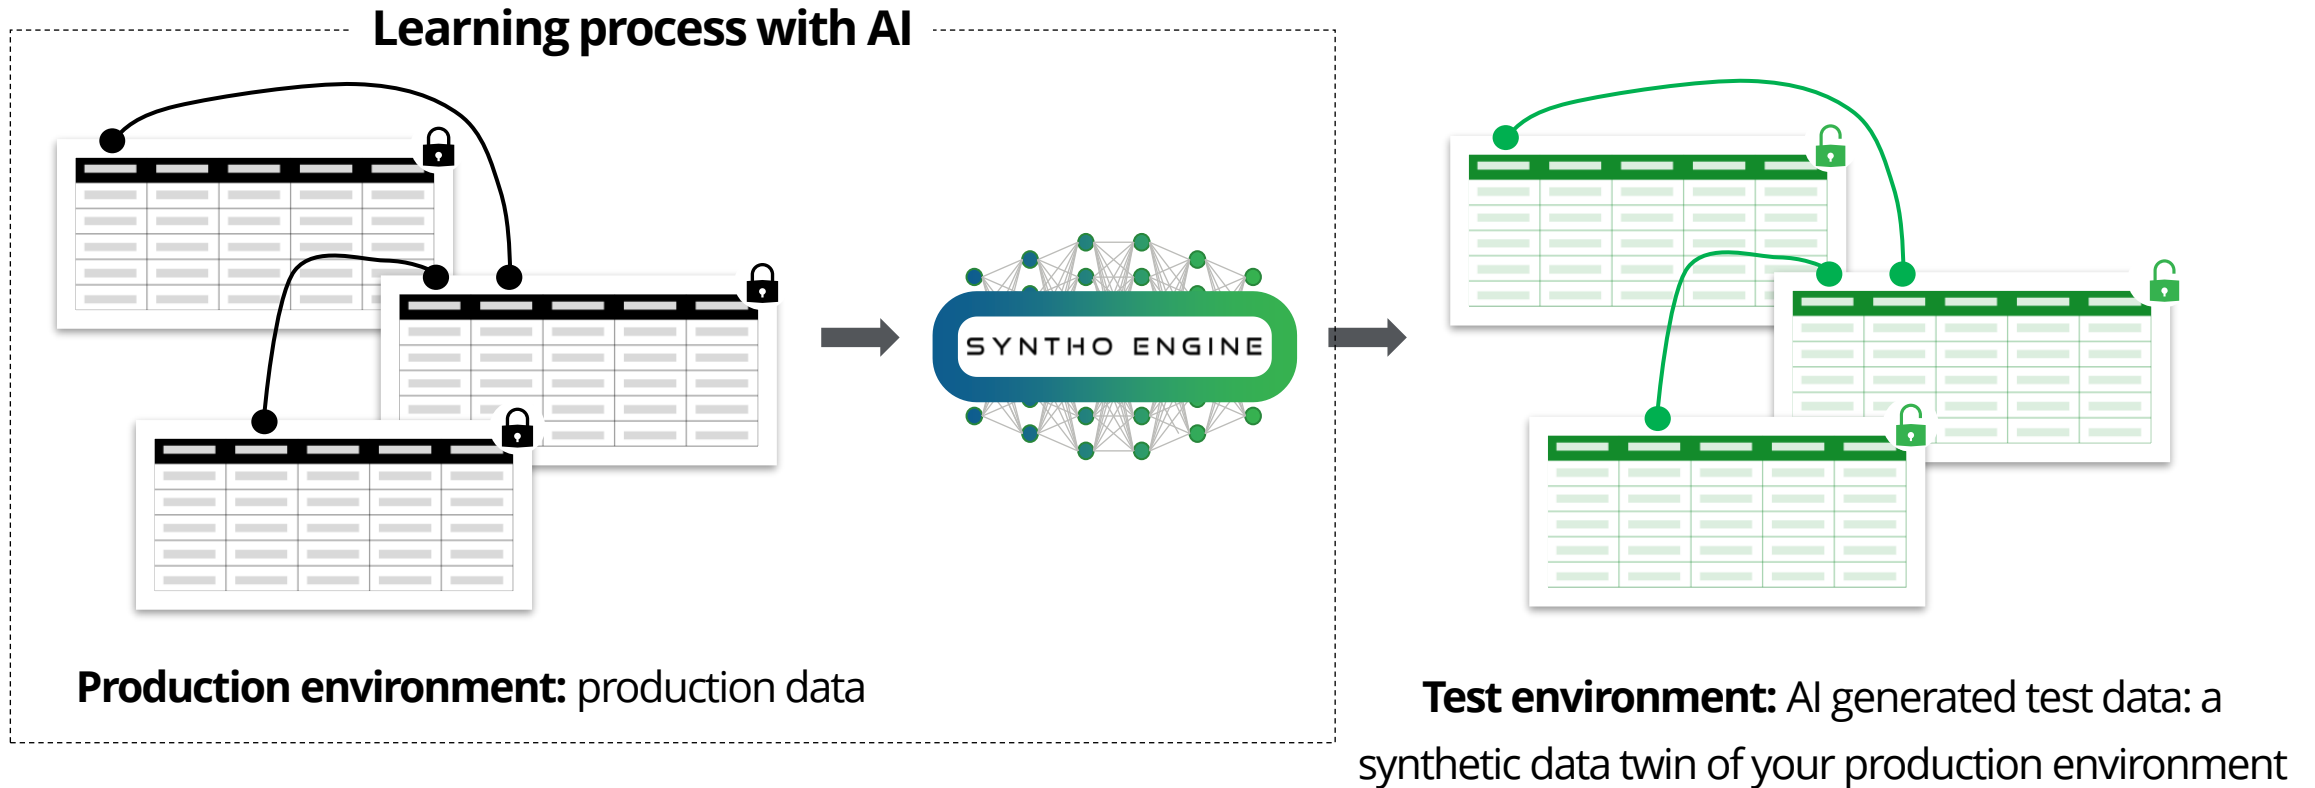 Learning process with AI
SYNTHO ENGINE
Production environment: production data
Test environment: AI generated test data: a
synthetic data twin of your production environment